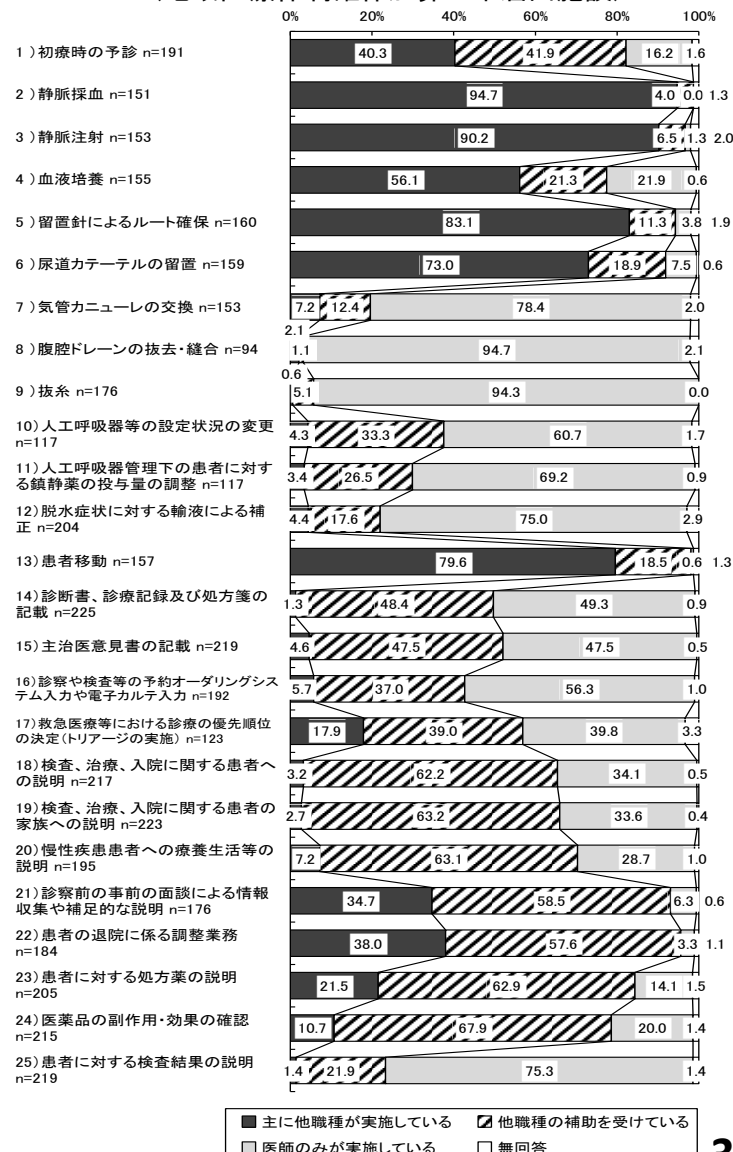 0% 20% 40% 60% 80% 100%
1）初療時の予診 n=191 40.3 41.9 16.2 1.6
2）静脈採血 n=151 94.7 4.0 0.0 1.3
3）静脈注射 n=153 90.2 6.5 1.3 2.0
4）血液培養 n=155 56.1 21.3 21.9 0.6
5）留置針によるルート確保 n=160 83.1 11.3 3.8 1.9
6）尿道カテーテルの留置 n=159 73.0 18.9 7.5 0.6
7）気管カニューレの交換 n=153 7.2 12.4 78.4 2.0
2.1
8）腹腔ドレーンの抜去・縫合 n=94 1.1 94.7 2.1
0.6
9）抜糸 n=176 5.1 94.3 0.0
10）人工呼吸器等の設定状況の変更
n=117 4.3 33.3 60.7 1.7
11）人工呼吸器管理下の患者に対す
る鎮静薬の投与量の調整 n=117 3.4 26.5 69.2 0.9
12）脱水症状に対する輸液による補
正 n=204 4.4 17.6 75.0 2.9
13）患者移動 n=157 79.6 18.5 0.6 1.3
14）診断書、診療記録及び処方箋の
記載 n=225 1.3 48.4 49.3 0.9
15）主治医意見書の記載 n=219 4.6 47.5 47.5 0.5
16）診察や検査等の予約オーダリングシス
テム入力や電子カルテ入力 n=192 5.7 37.0 56.3 1.0
17）救急医療等における診療の優先順位
の決定（トリアージの実施） n=123 17.9 39.0 39.8 3.3
18）検査、治療、入院に関する患者へ
の説明 n=217 3.2 62.2 34.1 0.5
19）検査、治療、入院に関する患者の
家族への説明 n=223 2.7 63.2 33.6 0.4
20）慢性疾患患者への療養生活等の
説明 n=195 7.2 63.1 28.7 1.0
21）診察前の事前の面談による情報
収集や補足的な説明 n=176 34.7 58.5 6.3 0.6
22）患者の退院に係る調整業務
n=184 38.0 57.6 3.3 1.1
23）患者に対する処方薬の説明
n=205 21.5 62.9 14.1 1.5
24）医薬品の副作用・効果の確認
n=215 10.7 67.9 20.0 1.4
25）患者に対する検査結果の説明
n=219 1.4 21.9 75.3 1.4
主に他職種が実施している 他職種の補助を受けている
医師のみが実施している 無回答